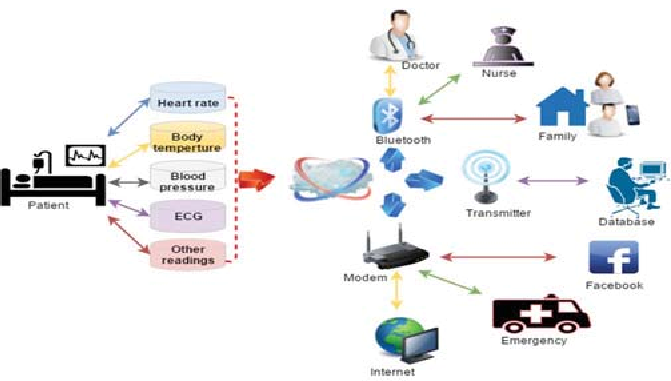 Doctor
Nurse
Heart rate
Body
temperture
Blood
pressure
ECG
Other
readings
Patient
Bluetooth
Family
Transmitter
Database
Modem
Facebook
Emergency
Internet